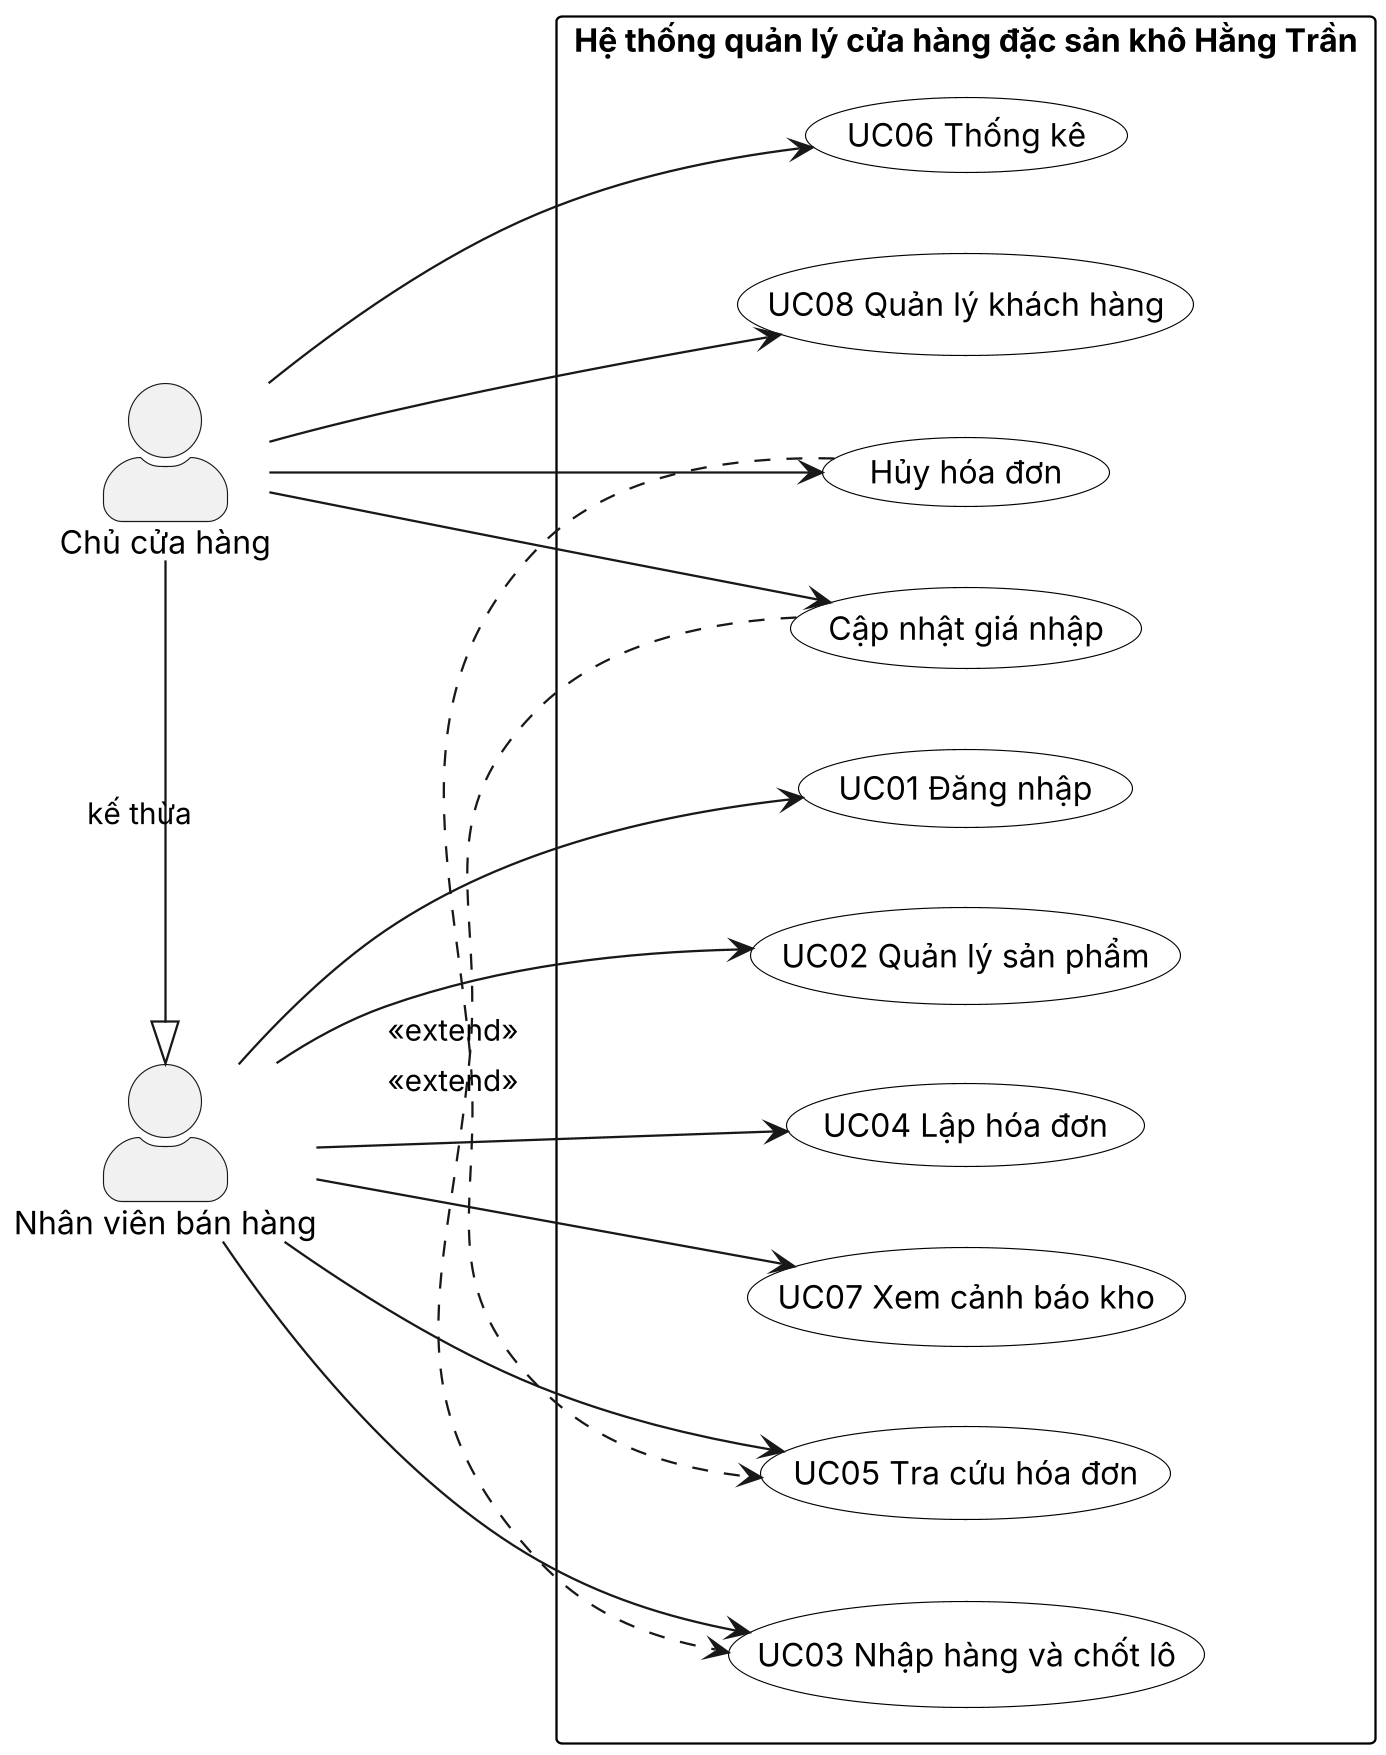 Hệ thống quản lý cửa hàng đặc sản khô Hằng Trần
UC06 Thống kê
UC08 Quản lý khách hàng
Hủy hóa đơn
Chủ cửa hàng
Cập nhật giá nhập
UC01 Đăng nhập
kế thừa
UC02 Quản lý sản phẩm
«extend»
«extend»
UC04 Lập hóa đơn
Nhân viên bán hàng
UC07 Xem cảnh báo kho
UC05 Tra cứu hóa đơn
UC03 Nhập hàng và chốt lô